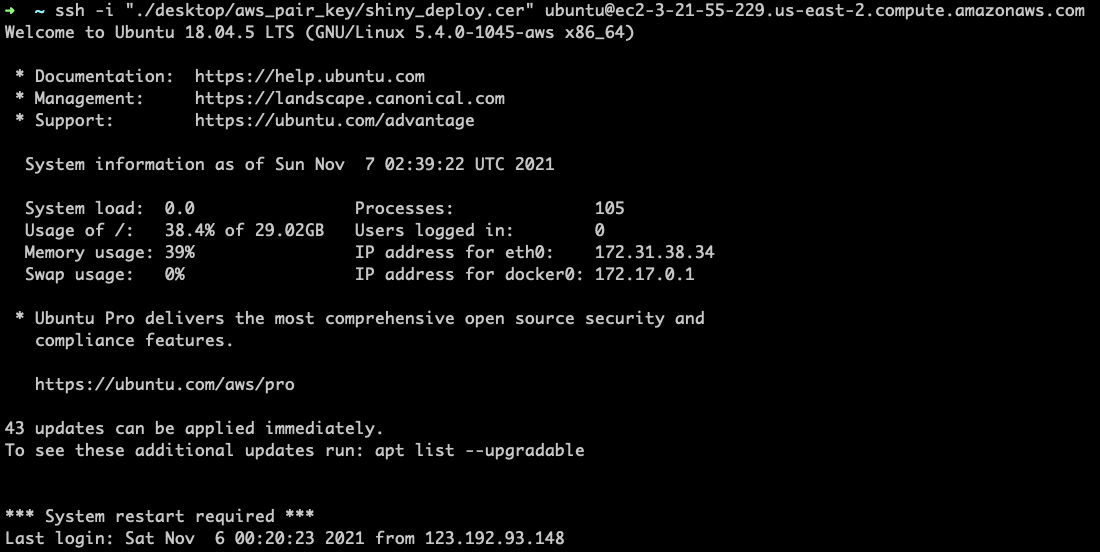 ➜  ~ ssh -i "./desktop/aws_pair_key/shiny_deploy.cer" ubuntu@ec2-3-21-55-229.us-east-2.compute.amazonaws.com
Welcome to Ubuntu 18.04.5 LTS (GNU/Linux 5.4.0-1045-aws x86_64)

 * Documentation:  https://help.ubuntu.com
 * Management:     https://landscape.canonical.com
 * Support:        https://ubuntu.com/advantage

  System information as of Sun Nov  7 02:39:22 UTC 2021

  System load:  0.0                Processes:              105
  Usage of /:   38.4% of 29.02GB   Users logged in:        0
  Memory usage: 39%                IP address for eth0:    172.31.38.34
  Swap usage:   0%                 IP address for docker0: 172.17.0.1

 * Ubuntu Pro delivers the most comprehensive open source security and
   compliance features.

   https://ubuntu.com/aws/pro

43 updates can be applied immediately.
To see these additional updates run: apt list --upgradable


*** System restart required ***
Last login: Sat Nov  6 00:20:23 2021 from 123.192.93.148